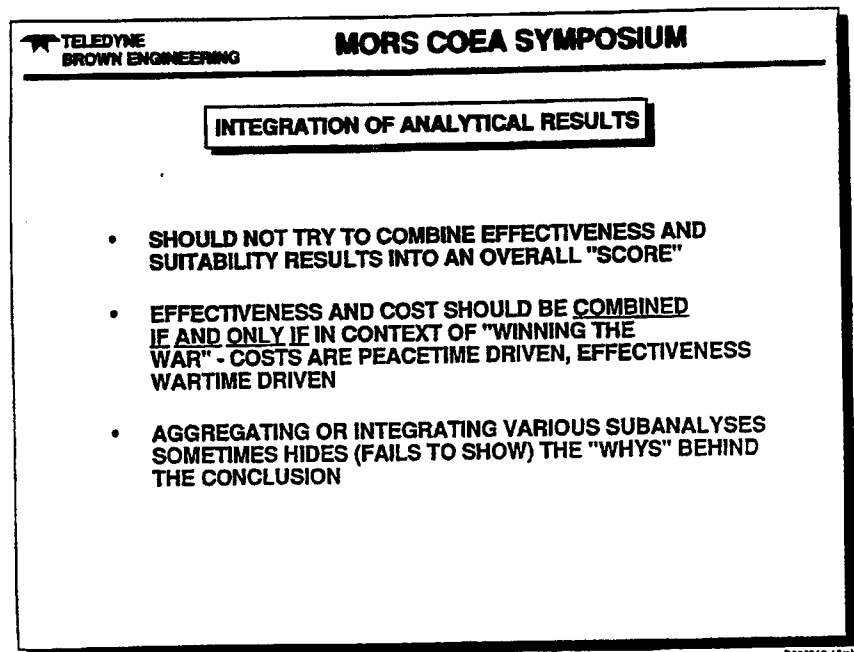 TELEDYNE
BROWN ENGINEERING
MORS COEA SYMPOSIUM
INTEGRATION OF ANALYTICAL RESULTS
• SHOULD NOT TRY TO COMBINE EFFECTIVENESS AND
SUITABILITY RESULTS INTO AN OVERALL "SCORE"
• EFFECTIVENESS AND COST SHOULD BE COMBINED
IF AND ONLY IF IN CONTEXT OF "WINNING THE
WAR" - COSTS ARE PEACETIME DRIVEN, EFFECTIVENESS
WARTIME DRIVEN
• AGGREGATING OR INTEGRATING VARIOUS SUBANALYSES
SOMETIMES HIDES (FAILS TO SHOW) THE "WHYS" BEHIND
THE CONCLUSION